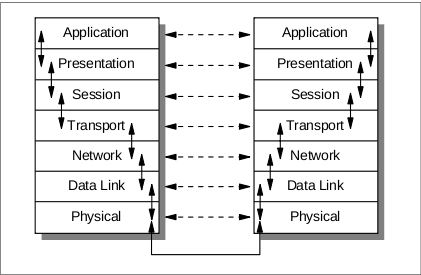 Application
Presentation
Session
Transport
Network
Data Link
Physical
Application
Presentation
Session
Transport
Network
Data Link
Physical